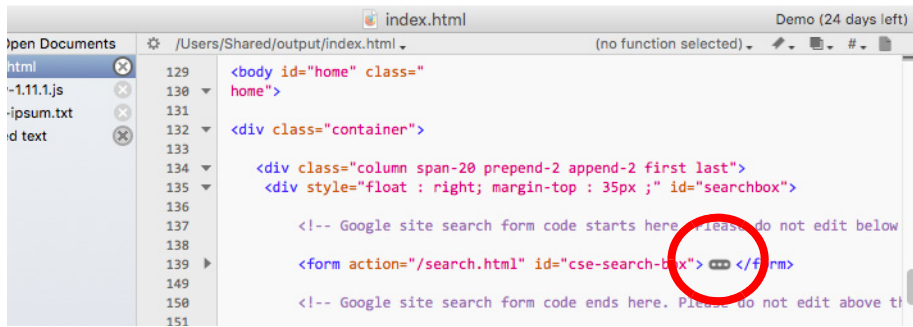 index.html
Demo (24 days left)
Open Documents
/Users/Shared/output/index.html
(no function selected)
#
html
-1.11.1.js
-ipsum.txt
ed text
129 <body id="home" class="
130 home">
131
132 <div class="container">
133
134 <div class="column span-20 prepend-2 append-2 first last">
135 <div style="float : right; margin-top : 35px ;" id="searchbox">
136
137 <!-- Google site search form code starts here. Please do not edit below
138
139 <form action="/search.html" id="cse-search-box"> ••• </form>
149
150 <!-- Google site search form code ends here. Please do not edit above th
151